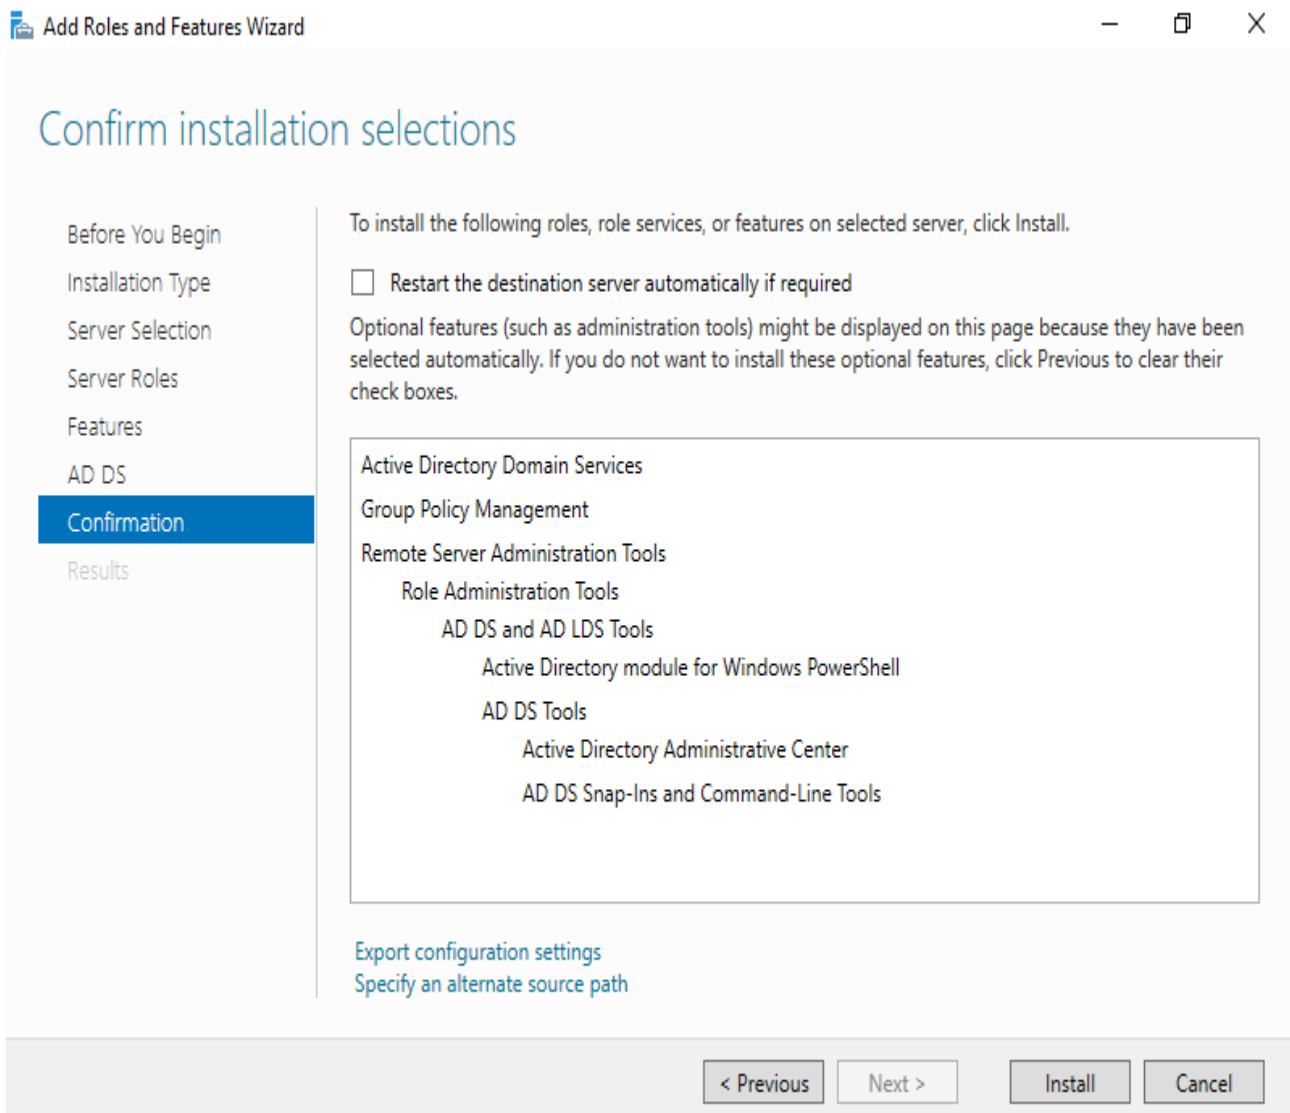 Add Roles and Features Wizard
Confirm installation selections
Before You Begin
Installation Type
Server Selection
Server Roles
Features
AD DS
Confirmation
Results
To install the following roles, role services, or features on selected server, click Install.
Restart the destination server automatically if required
Optional features (such as administration tools) might be displayed on this page because they have been
selected automatically. If you do not want to install these optional features, click Previous to clear their
check boxes.
Active Directory Domain Services
Group Policy Management
Remote Server Administration Tools
Role Administration Tools
AD DS and AD LDS Tools
Active Directory module for Windows PowerShell
AD DS Tools
Active Directory Administrative Center
AD DS Snap-Ins and Command-Line Tools
Export configuration settings
Specify an alternate source path
< Previous
Next >
Install
Cancel